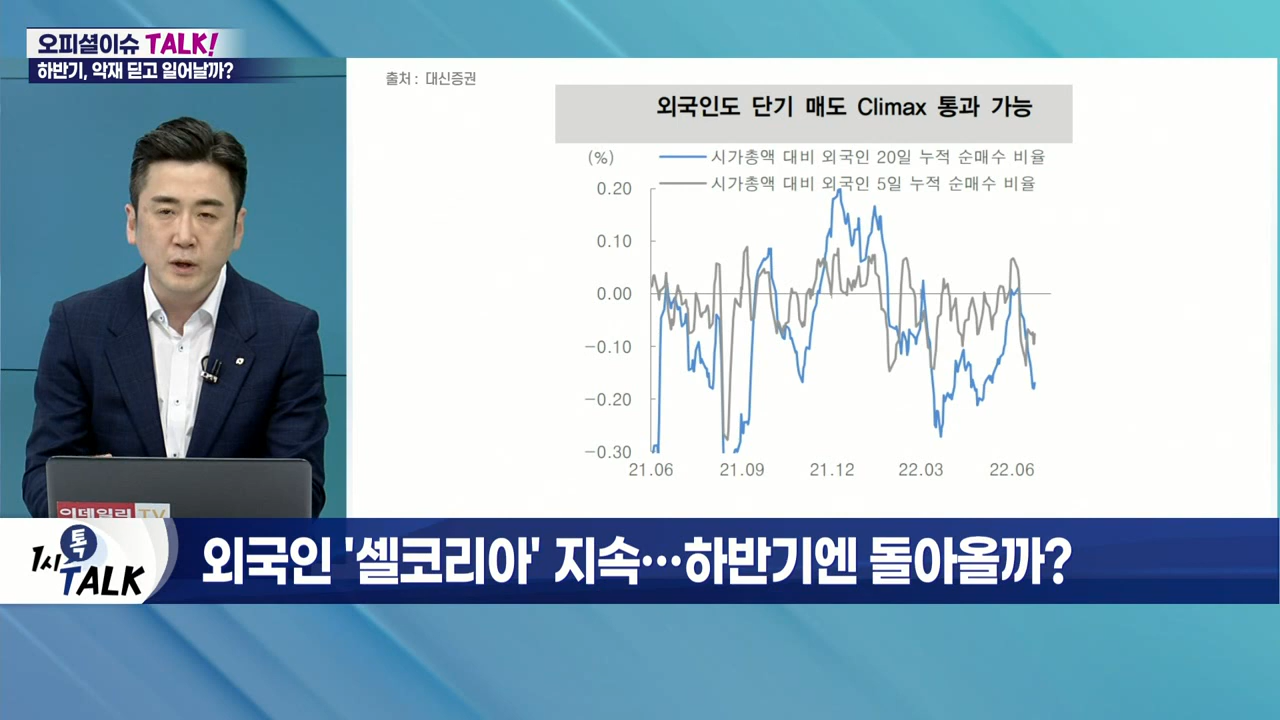 오피셜이슈 TALK!
하반기, 악재 딛고 일어날까?
출처 : 대신증권
외국인도 단기 매도 Climax 통과 가능
(%)
시가총액 대비 외국인 20일 누적 순매수 비율
시가총액 대비 외국인 5일 누적 순매수 비율
0.20
0.10
0.00
−0.10
−0.20
−0.30
21.06 21.09 21.12 22.03 22.06
이데일리 TV
1시 톡 TALK
외국인 '셀코리아' 지속…하반기엔 돌아올까?